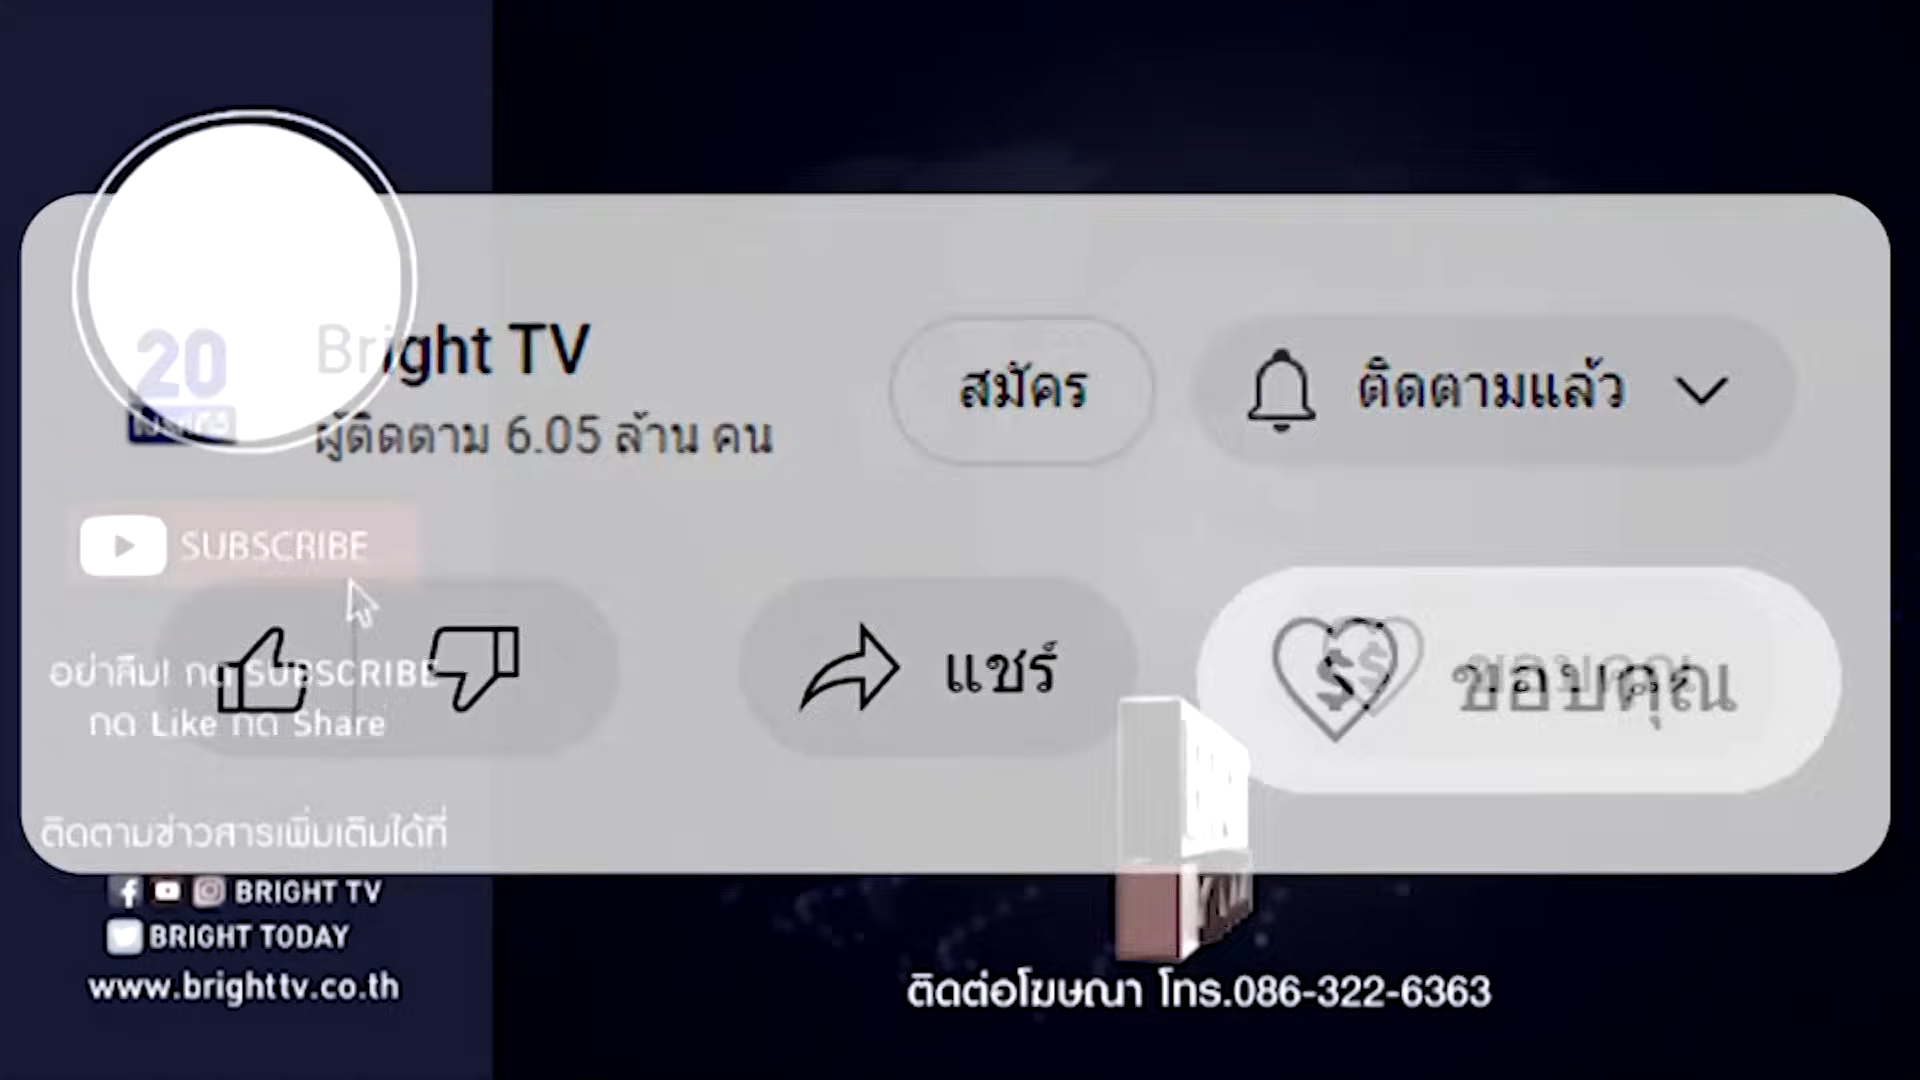 20
Bright TV
ผู้ติดตาม 6.05 ล้าน คน
สมัคร
ติดตามแล้ว
SUBSCRIBE
แชร์
ขอบคุณ
อย่าลืม! กด SUBSCRIBE
กด Like กด Share
ติดตามข่าวสารเพิ่มเติมได้ที่
BRIGHT TV
BRIGHT TODAY
www.brighttv.co.th
ติดต่อโฆษณา โทร.086-322-6363